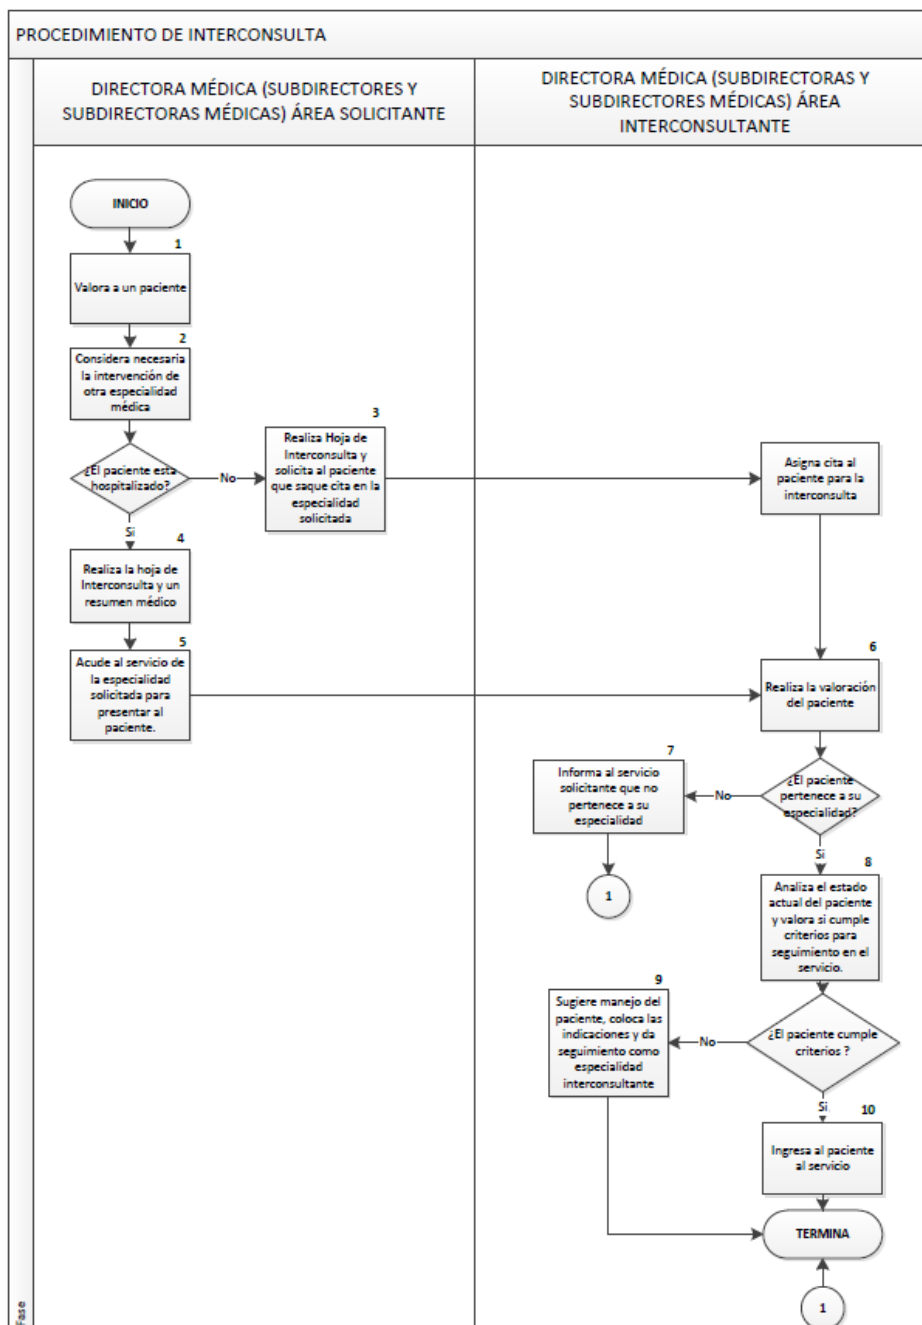 PROCEDIMIENTO DE INTERCONSULTA
DIRECTORA MÉDICA (SUBDIRECTORES Y
SUBDIRECTORAS MÉDICAS) ÁREA SOLICITANTE
DIRECTORA MÉDICA (SUBDIRECTORAS Y
SUBDIRECTORES MÉDICAS) ÁREA
INTERCONSULTANTE
INICIO
1
Valora a un paciente
2
Considera necesaria
la intervención de
otra especialidad
médica
¿El paciente esta
hospitalizado?
No
3
Realiza Hoja de
Interconsulta y
solicita al paciente
que saque cita en la
especialidad
solicitada
Asigna cita al
paciente para la
interconsulta
Si
4
Realiza la hoja de
Interconsulta y un
resumen médico
5
Acude al servicio de
la especialidad
solicitada para
presentar al
paciente.
6
Realiza la valoración
del paciente
¿El paciente
pertenece a su
especialidad?
No
7
Informa al servicio
solicitante que no
pertenece a su
especialidad
1
Si
8
Analiza el estado
actual del paciente
y valora si cumple
criterios para
seguimiento en el
servicio.
¿El paciente cumple
criterios ?
No
9
Sugiere manejo del
paciente, coloca las
indicaciones y da
seguimiento como
especialidad
interconsultante
Si
10
Ingresa al paciente
al servicio
TERMINA
1
Fase